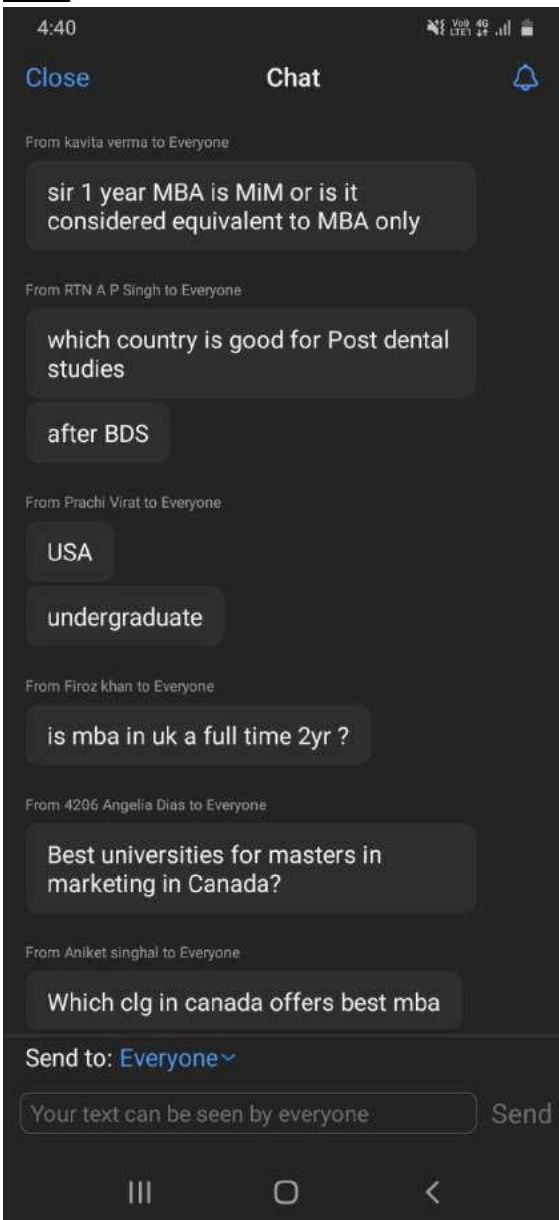 4:40
Vo9 4G
LTE1
Close
Chat
From kavita verma to Everyone
sir 1 year MBA is MiM or is it
considered equivalent to MBA only
From RTN A P Singh to Everyone
which country is good for Post dental
studies
after BDS
From Prachi Virat to Everyone
USA
undergraduate
From Firoz khan to Everyone
is mba in uk a full time 2yr ?
From 4206 Angelia Dias to Everyone
Best universities for masters in
marketing in Canada?
From Aniket singhal to Everyone
Which clg in canada offers best mba
Send to: Everyone
Your text can be seen by everyone
Send